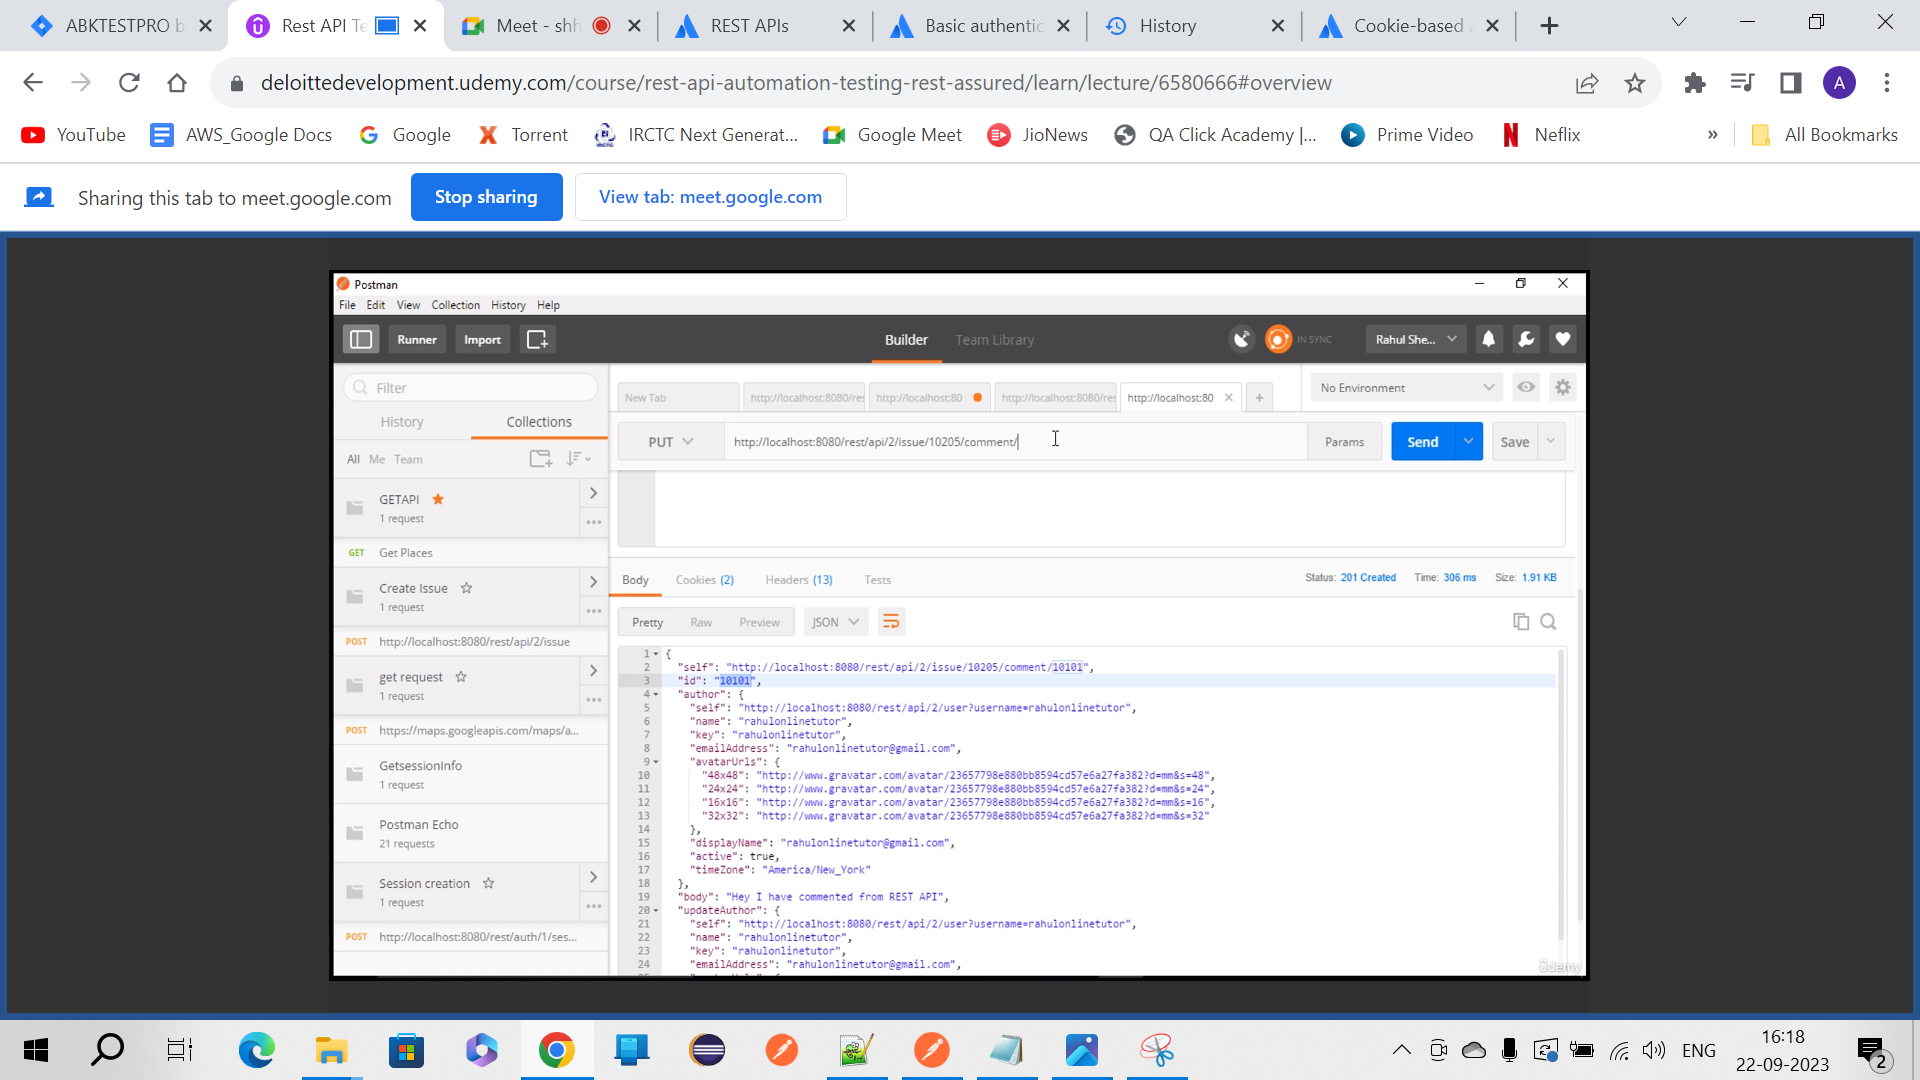 ABKTESTPRO b
Rest API Te
Meet - shh
REST APIs
Basic authentic
History
Cookie-based a
deloittedevelopment.udemy.com/course/rest-api-automation-testing-rest-assured/learn/lecture/6580666#overview
A
YouTube
AWS_Google Docs
Google
Torrent
IRCTC Next Generat...
Google Meet
JioNews
QA Click Academy |...
Prime Video
Neflix
»
All Bookmarks
Sharing this tab to meet.google.com
Stop sharing
View tab: meet.google.com
Postman
File Edit View Collection History Help
Runner
Import
Builder
Team Library
IN SYNC
Rahul She...
Filter
History
Collections
All Me Team
GETAPI
1 request
GET Get Places
Create Issue
1 request
POST http://localhost:8080/rest/api/2/issue
get request
1 request
POST https://maps.googleapis.com/maps/a...
GetsessionInfo
1 request
Postman Echo
21 requests
Session creation
1 request
POST http://localhost:8080/rest/auth/1/ses...
New Tab
http://localhost:8080/res
http://localhost:80
http://localhost:8080/res
http://localhost:80
No Environment
PUT
http://localhost:8080/rest/api/2/issue/10205/comment/
Params
Send
Save
Body
Cookies (2)
Headers (13)
Tests
Status: 201 Created
Time: 306 ms
Size: 1.91 KB
Pretty
Raw
Preview
JSON
1 {
2 "self": "http://localhost:8080/rest/api/2/issue/10205/comment/10101",
3 "id": "10101",
4 "author": {
5 "self": "http://localhost:8080/rest/api/2/user?username=rahulonlinetutor",
6 "name": "rahulonlinetutor",
7 "key": "rahulonlinetutor",
8 "emailAddress": "rahulonlinetutor@gmail.com",
9 "avatarUrls": {
10 "48x48": "http://www.gravatar.com/avatar/23657798e880bb8594cd57e6a27fa382?d=mm&s=48",
11 "24x24": "http://www.gravatar.com/avatar/23657798e880bb8594cd57e6a27fa382?d=mm&s=24",
12 "16x16": "http://www.gravatar.com/avatar/23657798e880bb8594cd57e6a27fa382?d=mm&s=16",
13 "32x32": "http://www.gravatar.com/avatar/23657798e880bb8594cd57e6a27fa382?d=mm&s=32"
14 },
15 "displayName": "rahulonlinetutor@gmail.com",
16 "active": true,
17 "timeZone": "America/New_York"
18 },
19 "body": "Hey I have commented from REST API",
20 "updateAuthor": {
21 "self": "http://localhost:8080/rest/api/2/user?username=rahulonlinetutor",
22 "name": "rahulonlinetutor",
23 "key": "rahulonlinetutor",
24 "emailAddress": "rahulonlinetutor@gmail.com",
Udemy
ENG
16:18
22-09-2023
2